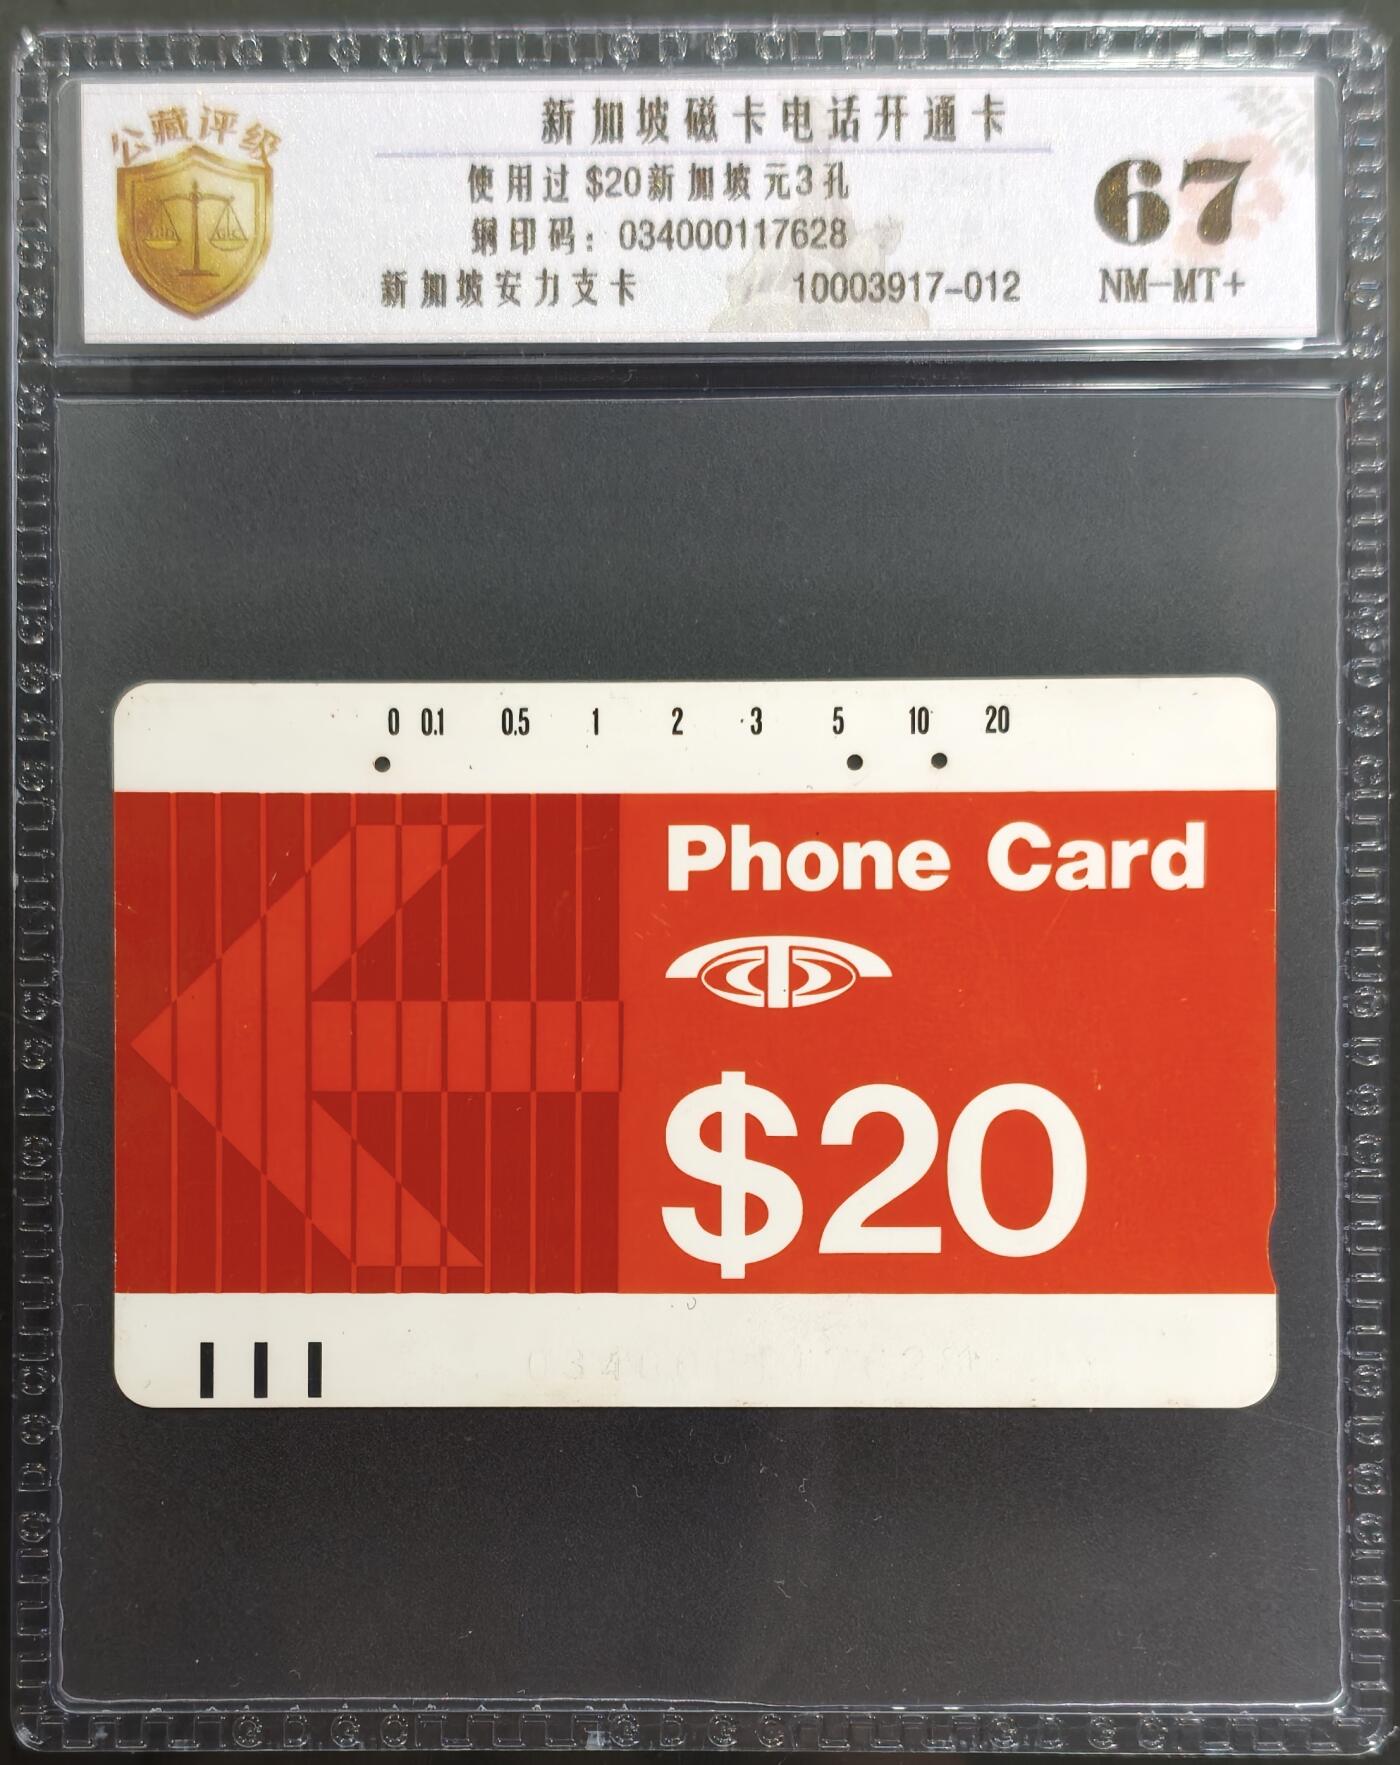 公藏评级
新加坡磁卡电话开通卡
使用过 $20新加坡元3孔
钢印码：034000117628
新加坡安力支卡 10003917-012
67
NM-MT+
0 0.1 0.5 1 2 3 5 10 20
Phone Card
$20